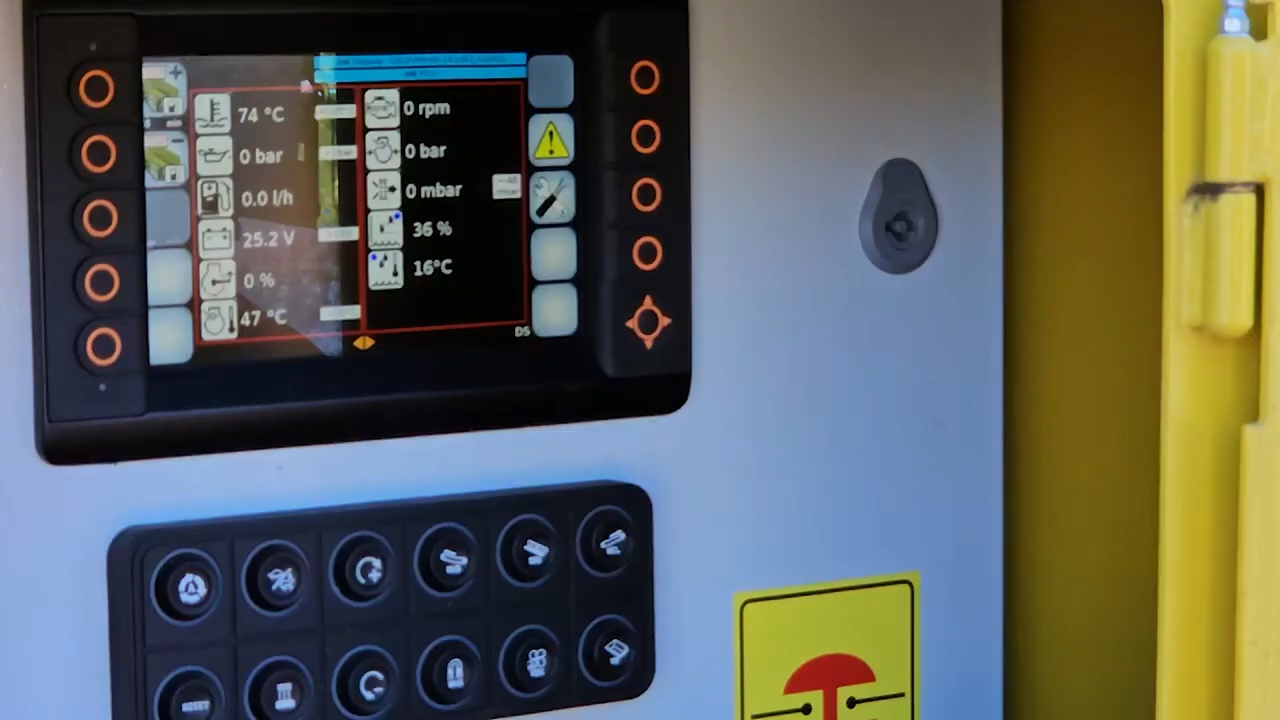 74 °C
0 bar
0.0 l/h
25.2 V
0 %
47 °C
0 rpm
0 bar
0 mbar
36 %
16°C
DS
RESET